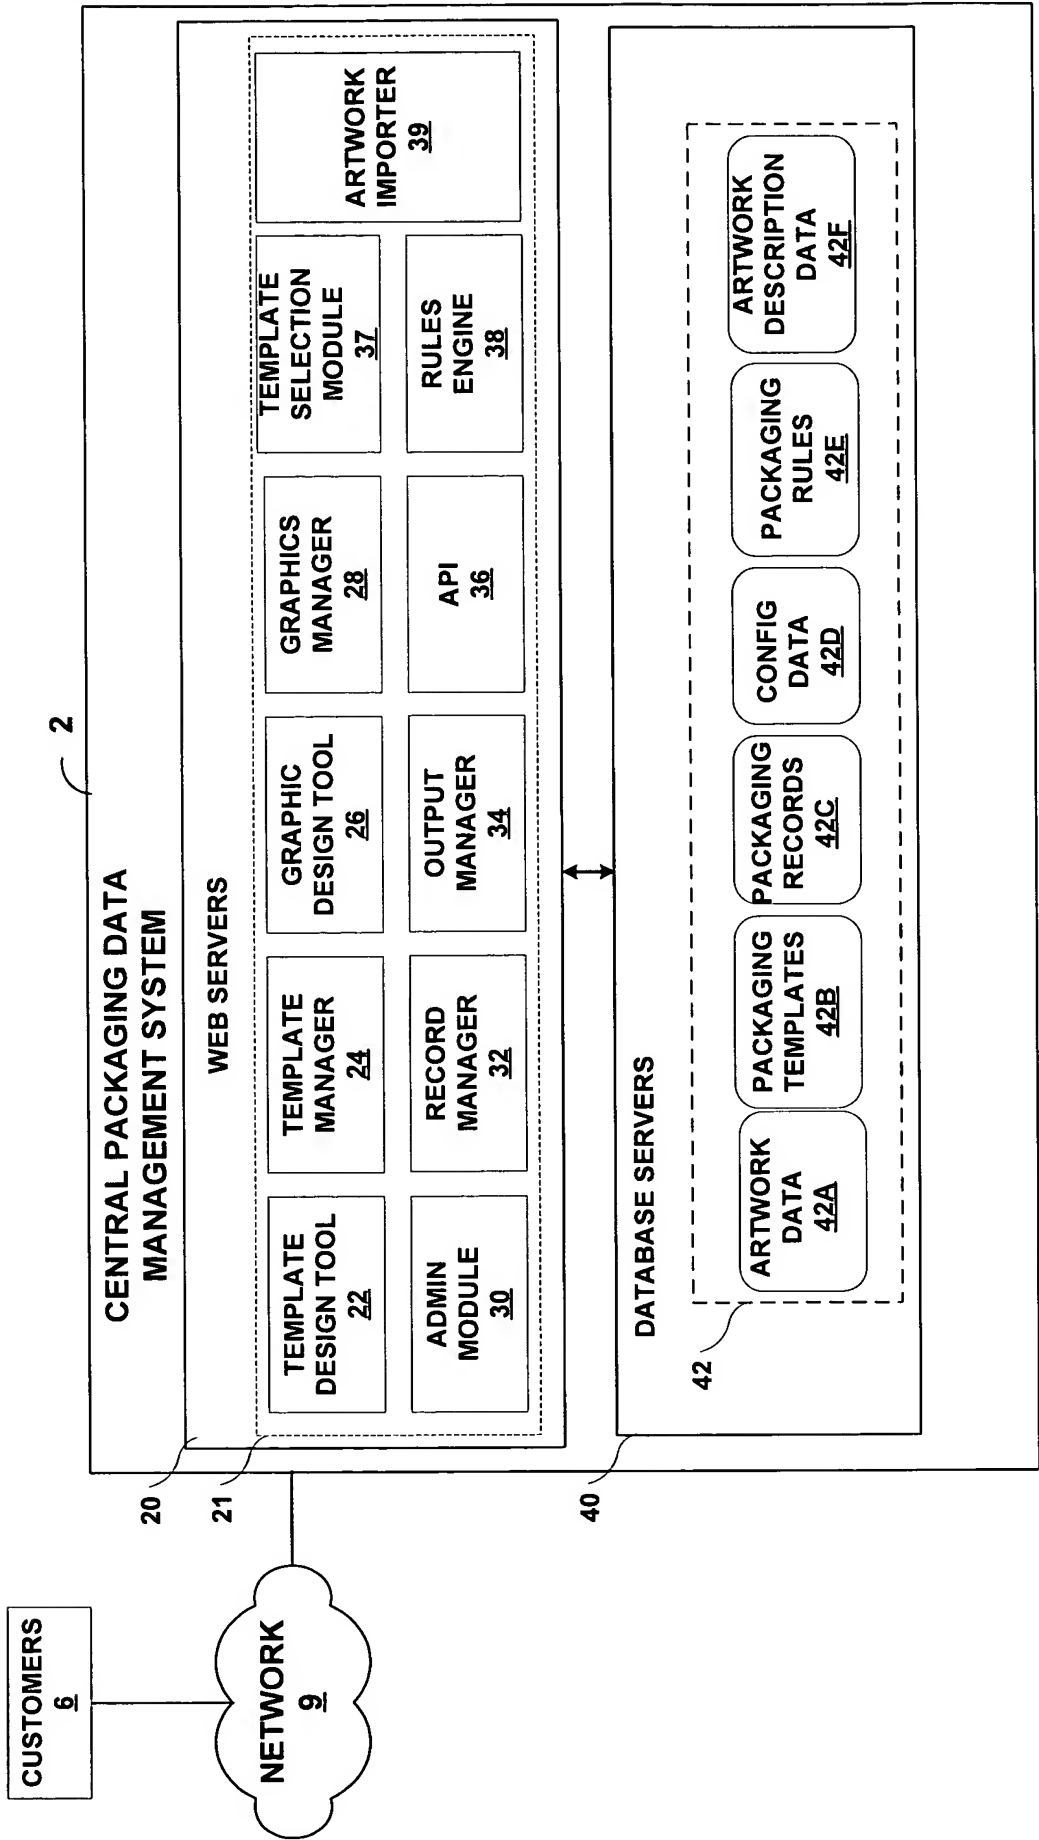 CUSTOMERS
6
NETWORK
9
2
CENTRAL PACKAGING DATA
MANAGEMENT SYSTEM
20
WEB SERVERS
21
TEMPLATE
DESIGN TOOL
22
TEMPLATE
MANAGER
24
GRAPHIC
DESIGN TOOL
26
GRAPHICS
MANAGER
28
TEMPLATE
SELECTION
MODULE
37
ARTWORK
IMPORTER
39
ADMIN
MODULE
30
RECORD
MANAGER
32
OUTPUT
MANAGER
34
API
36
RULES
ENGINE
38
40
DATABASE SERVERS
42
ARTWORK
DATA
42A
PACKAGING
TEMPLATES
42B
PACKAGING
RECORDS
42C
CONFIG
DATA
42D
PACKAGING
RULES
42E
ARTWORK
DESCRIPTION
DATA
42F